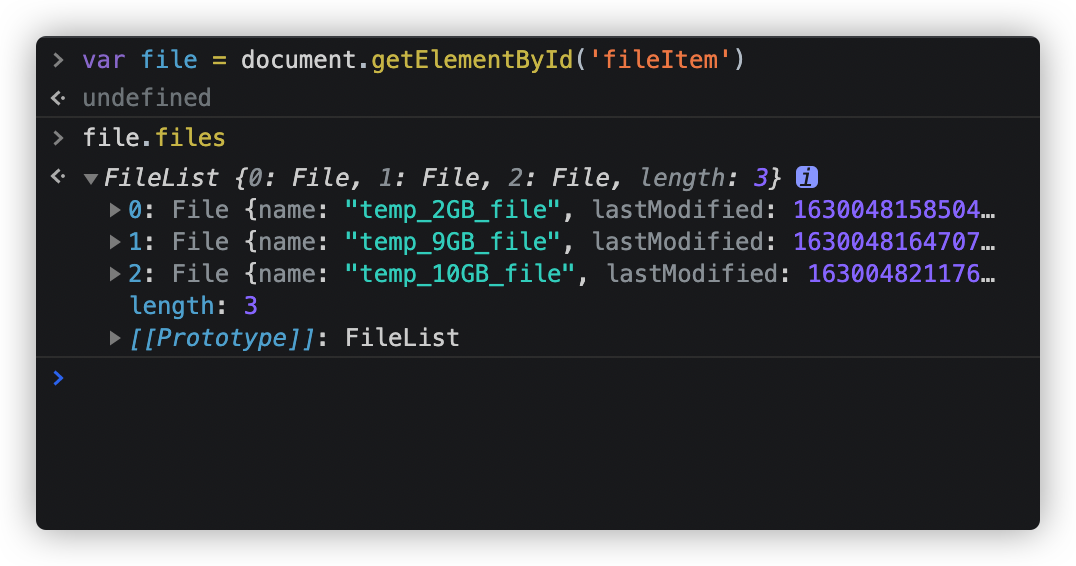 > var file = document.getElementById('fileItem')
<· undefined
> file.files
<· ▼FileList {0: File, 1: File, 2: File, length: 3} i
▶0: File {name: "temp_2GB_file", lastModified: 1630048158504…
▶1: File {name: "temp_9GB_file", lastModified: 1630048164707…
▶2: File {name: "temp_10GB_file", lastModified: 163004821176…
length: 3
▶[[Prototype]]: FileList
>